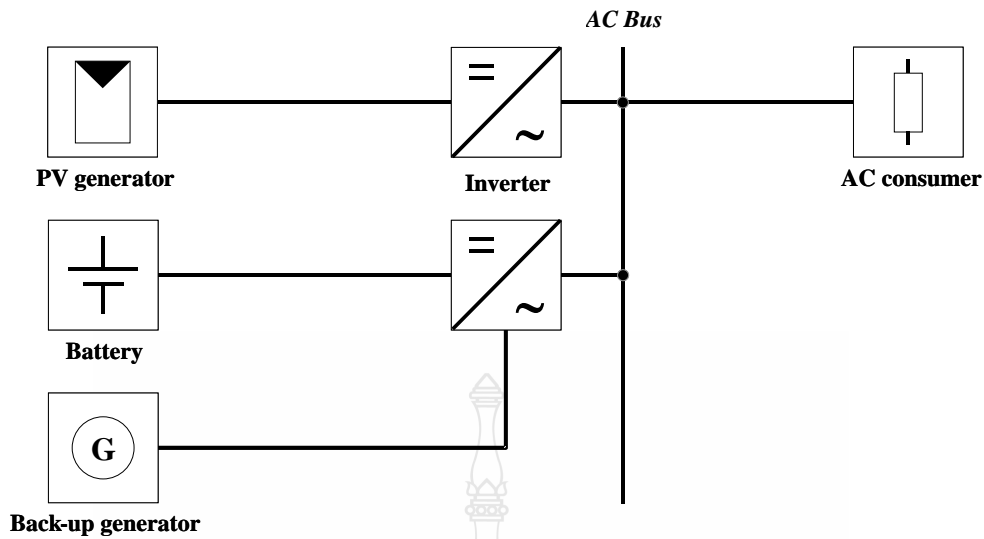 AC Bus
PV generator
Inverter
AC consumer
Battery
G
Back-up generator